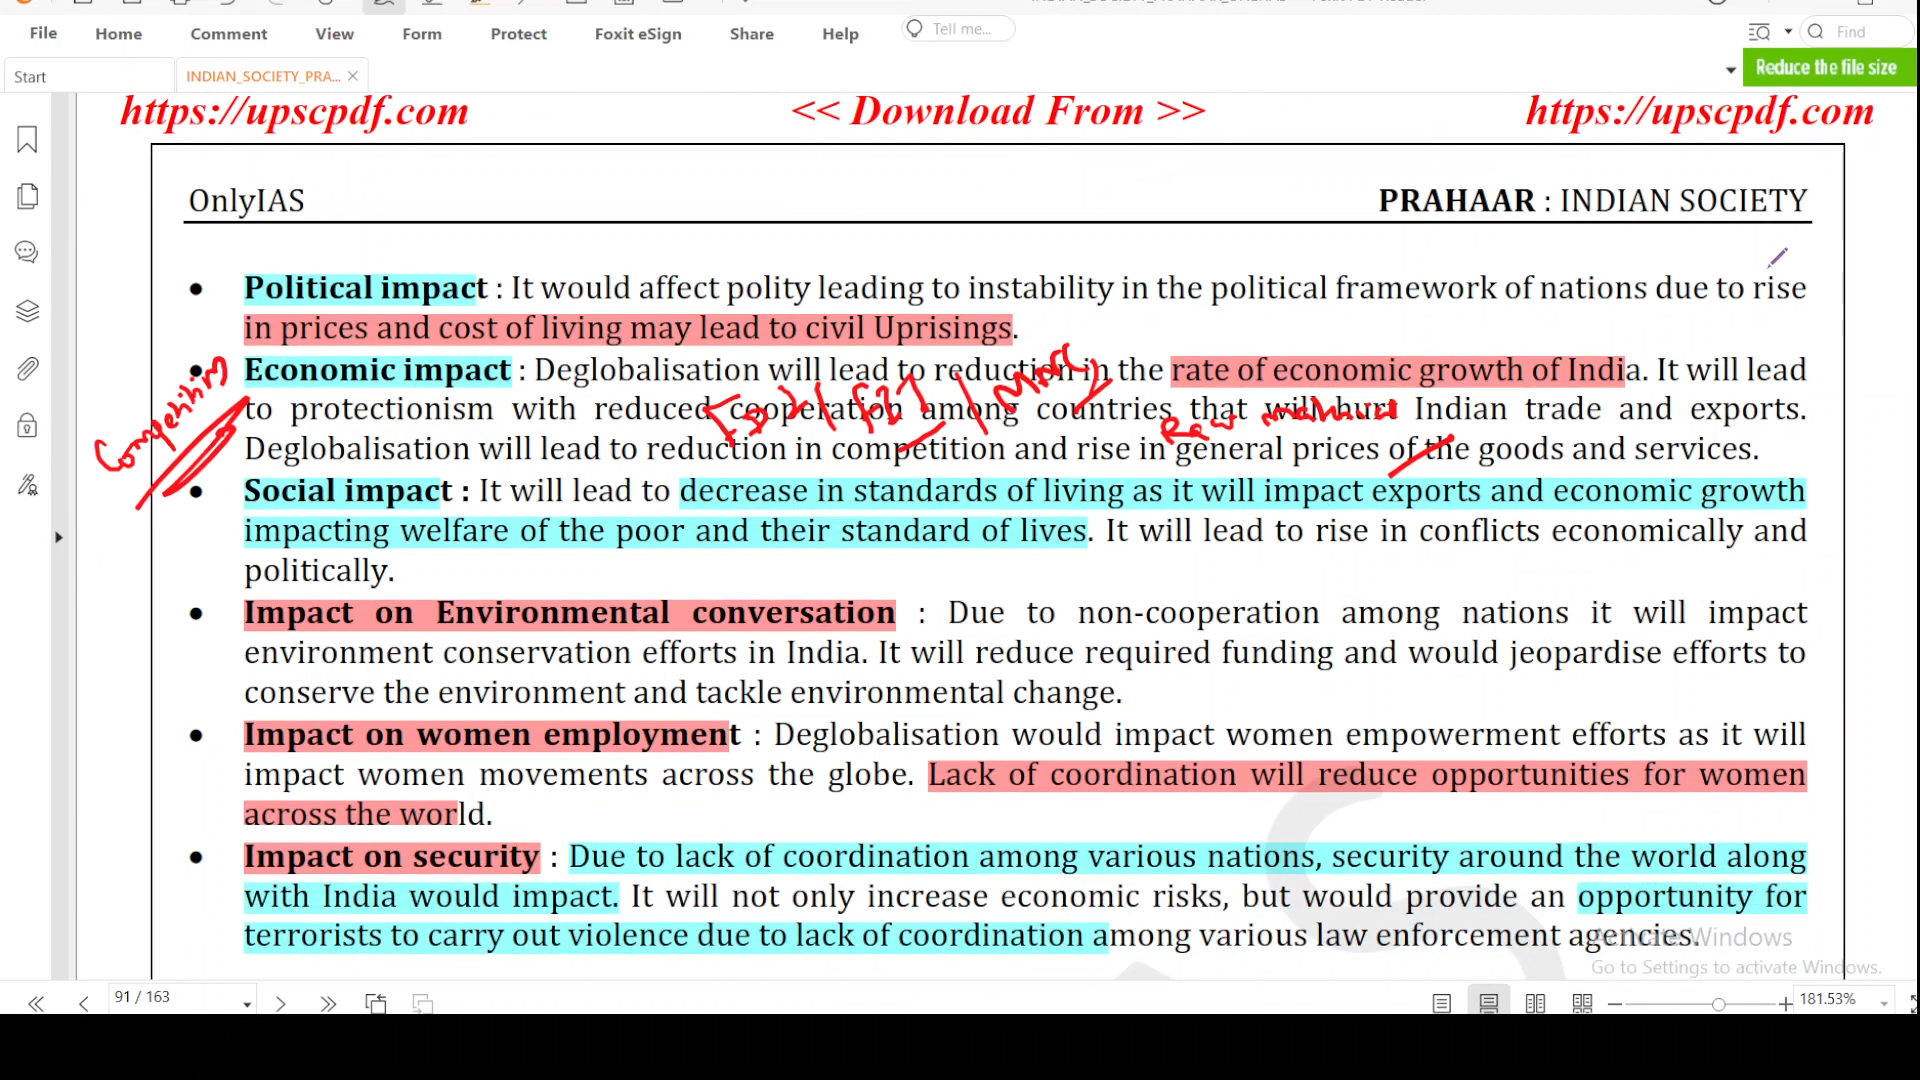 File Home Comment View Form Protect Foxit eSign Share Help Tell me... Find
Start INDIAN_SOCIETY_PRA... Reduce the file size
https://upscpdf.com << Download From >> https://upscpdf.com
OnlyIAS PRAHAAR : INDIAN SOCIETY
• Political impact : It would affect polity leading to instability in the political framework of nations due to rise
in prices and cost of living may lead to civil Uprisings.
• Economic impact : Deglobalisation will lead to reduction in the rate of economic growth of India. It will lead
to protectionism with reduced cooperation among countries that will hurt Indian trade and exports.
Deglobalisation will lead to reduction in competition and rise in general prices of the goods and services.
Competition
MNC
Raw material
• Social impact : It will lead to decrease in standards of living as it will impact exports and economic growth
impacting welfare of the poor and their standard of lives. It will lead to rise in conflicts economically and
politically.
• Impact on Environmental conversation : Due to non-cooperation among nations it will impact
environment conservation efforts in India. It will reduce required funding and would jeopardise efforts to
conserve the environment and tackle environmental change.
• Impact on women employment : Deglobalisation would impact women empowerment efforts as it will
impact women movements across the globe. Lack of coordination will reduce opportunities for women
across the world.
• Impact on security : Due to lack of coordination among various nations, security around the world along
with India would impact. It will not only increase economic risks, but would provide an opportunity for
terrorists to carry out violence due to lack of coordination among various law enforcement agencies.
Activate Windows
Go to Settings to activate Windows.
91 / 163 181.53%